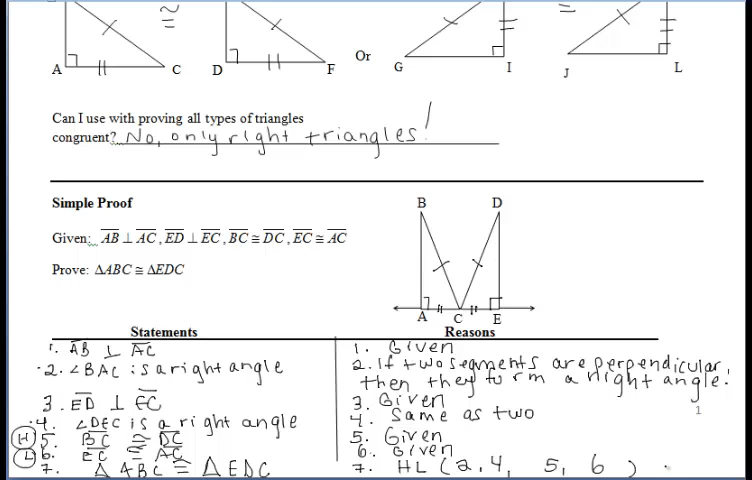 ≅
=
A C D F Or G I J L
Can I use with proving all types of triangles
congruent? No, only right triangles!
Simple Proof
Given: AB ⊥ AC, ED ⊥ EC, BC ≅ DC, EC ≅ AC
Prove: ΔABC ≅ ΔEDC
B D
A C E
Statements Reasons
1. AB ⊥ AC 1. Given
2. ∠BAC is a right angle 2. If two segments are perpendicular,
then they form a right angle.
3. ED ⊥ EC 3. Given
4. ∠DEC is a right angle 4. Same as two
1
H 5. BC ≅ DC 5. Given
L 6. EC ≅ AC 6. Given
7. Δ ABC ≅ Δ EDC 7. HL (2, 4, 5, 6)